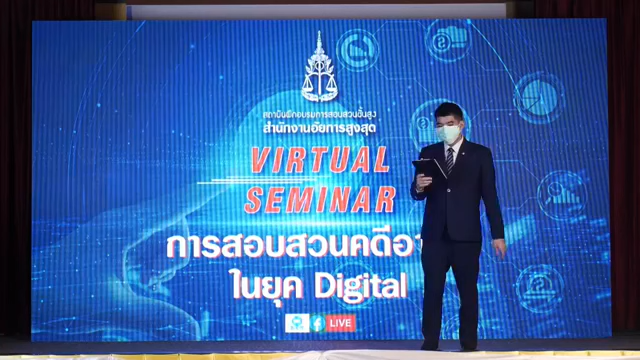 สถาบันฝึกอบรมการสอบสวนชั้นสูง
สำนักงานอัยการสูงสุด
VIRTUAL
SEMINAR
การสอบสวนคดีอ
ในยุค Digital
LIVE